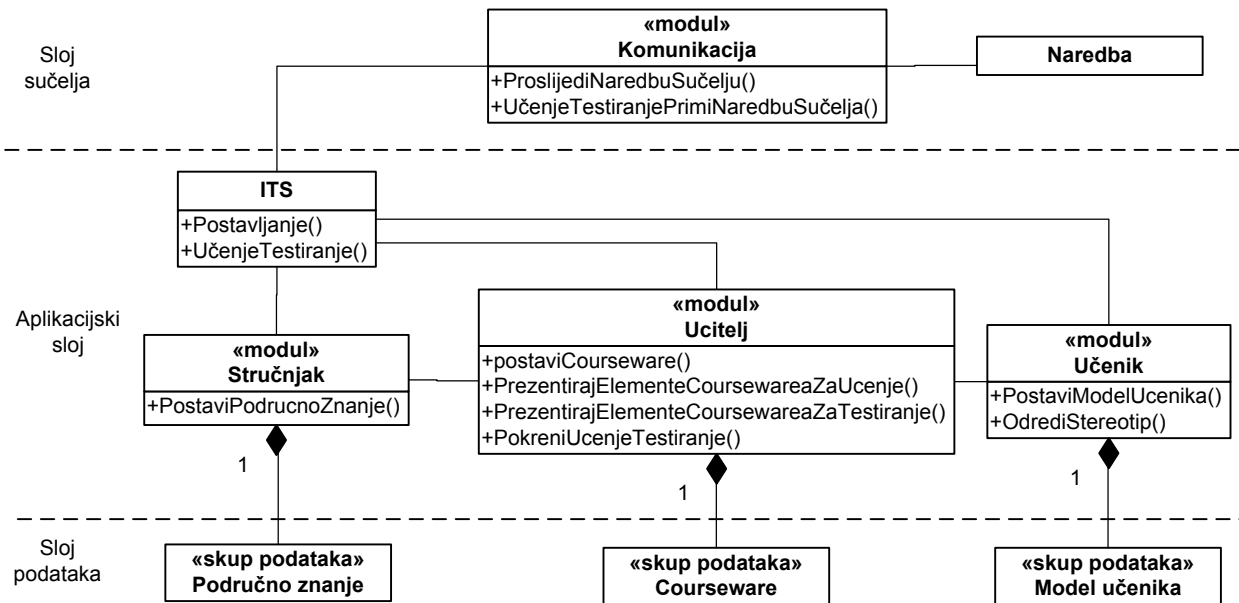 Sloj
sučelja
«modul»
Komunikacija
+ProslijediNaredbuSučelju()
+UčenjeTestiranjePrimiNaredbuSučelja()
Naredba
Aplikacijski
sloj
ITS
+Postavljanje()
+UčenjeTestiranje()
«modul»
Stručnjak
+PostaviPodrucnoZnanje()
1
«modul»
Ucitelj
+postaviCourseware()
+PrezentirajElementeCoursewareaZaUcenje()
+PrezentirajElementeCoursewareaZaTestiranje()
+PokreniUcenjeTestiranje()
1
«modul»
Učenik
+PostaviModelUcenika()
+OdrediStereotip()
1
Sloj
podataka
«skup podataka»
Područno znanje
«skup podataka»
Courseware
«skup podataka»
Model učenika